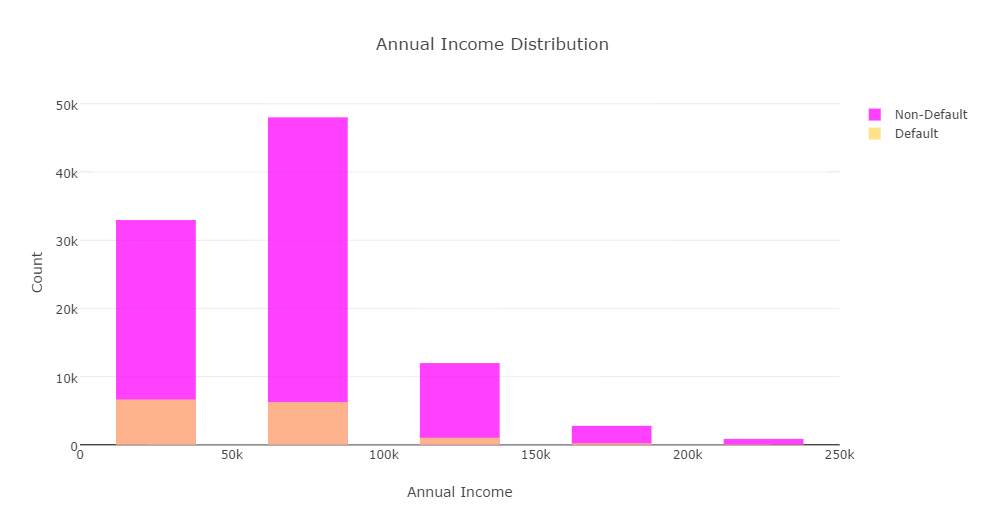 Annual Income Distribution
50k
40k
30k
20k
10k
0
Count
0 50k 100k 150k 200k 250k
Annual Income
Non-Default
Default